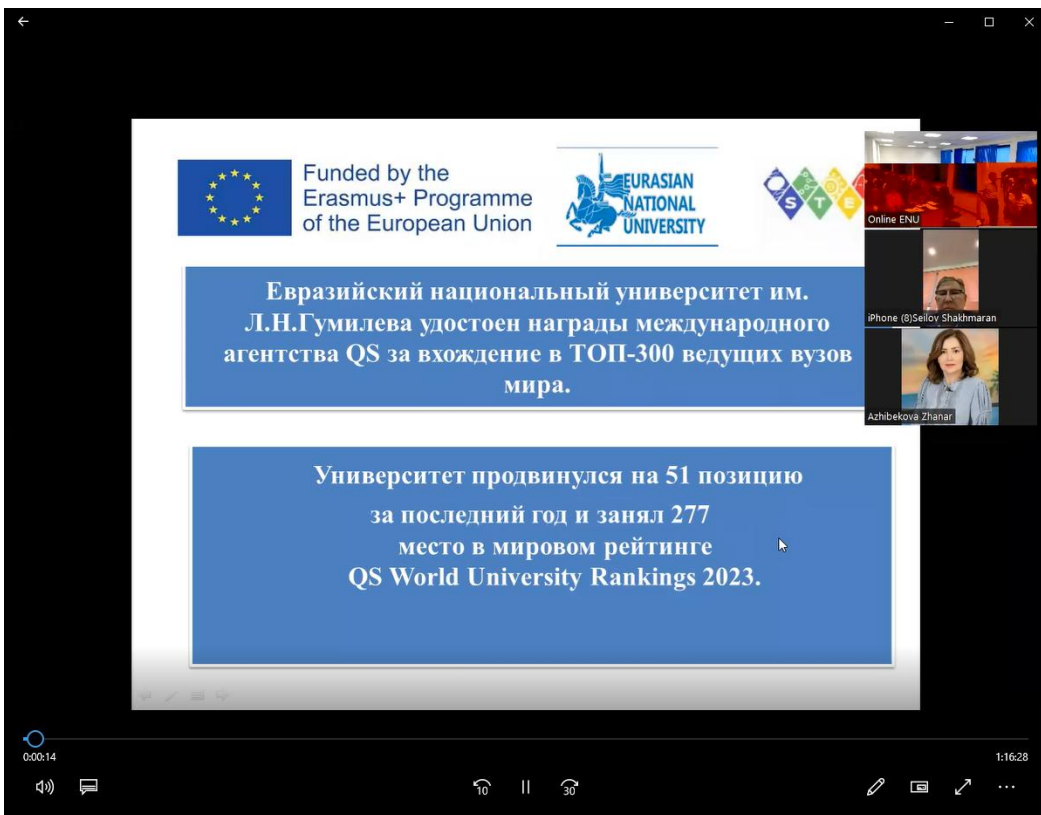 Funded by the
Erasmus+ Programme
of the European Union
EURASIAN
NATIONAL
UNIVERSITY
S T E
Online ENU
iPhone (8)Seilov Shakhmaran
Azhibekova Zhanar
Евразийский национальный университет им.
Л.Н.Гумилева удостоен награды международного
агентства QS за вхождение в ТОП-300 ведущих вузов
мира.
Университет продвинулся на 51 позицию
за последний год и занял 277
место в мировом рейтинге
QS World University Rankings 2023.
0:00:14
1:16:28
10
30